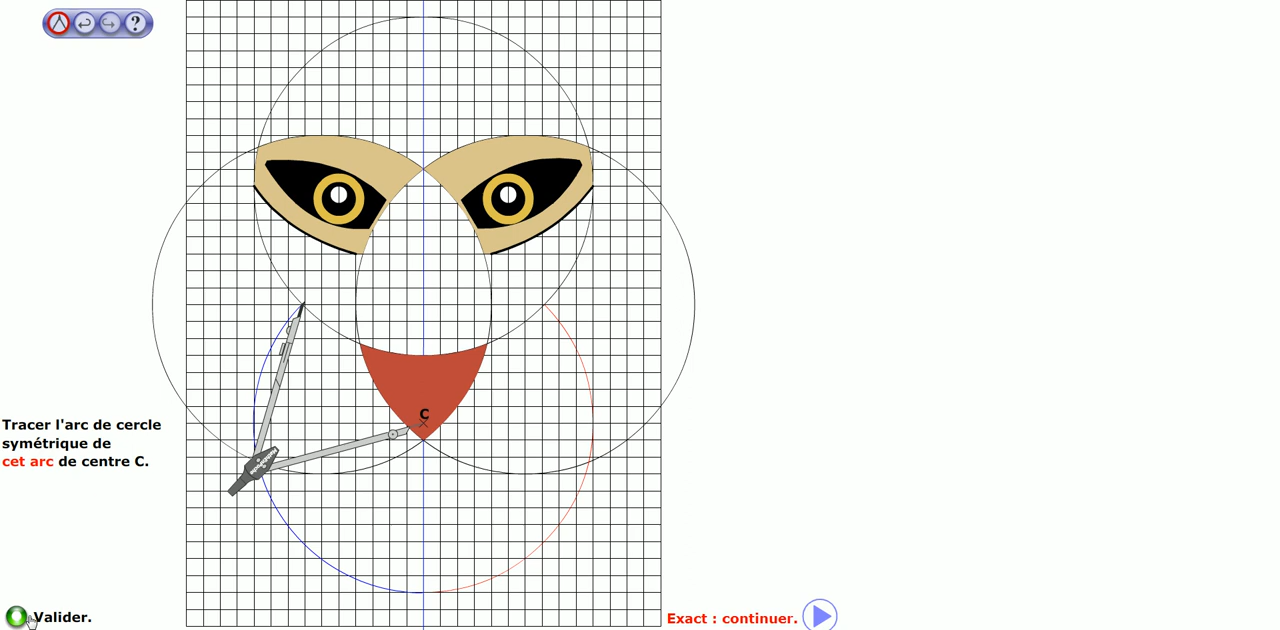 ?
C
Tracer l'arc de cercle
symétrique de
cet arc de centre C.
Valider.
Exact : continuer.